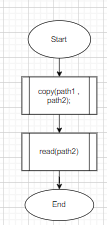 Start
copy(path1 ,
path2);
read(path2)
End